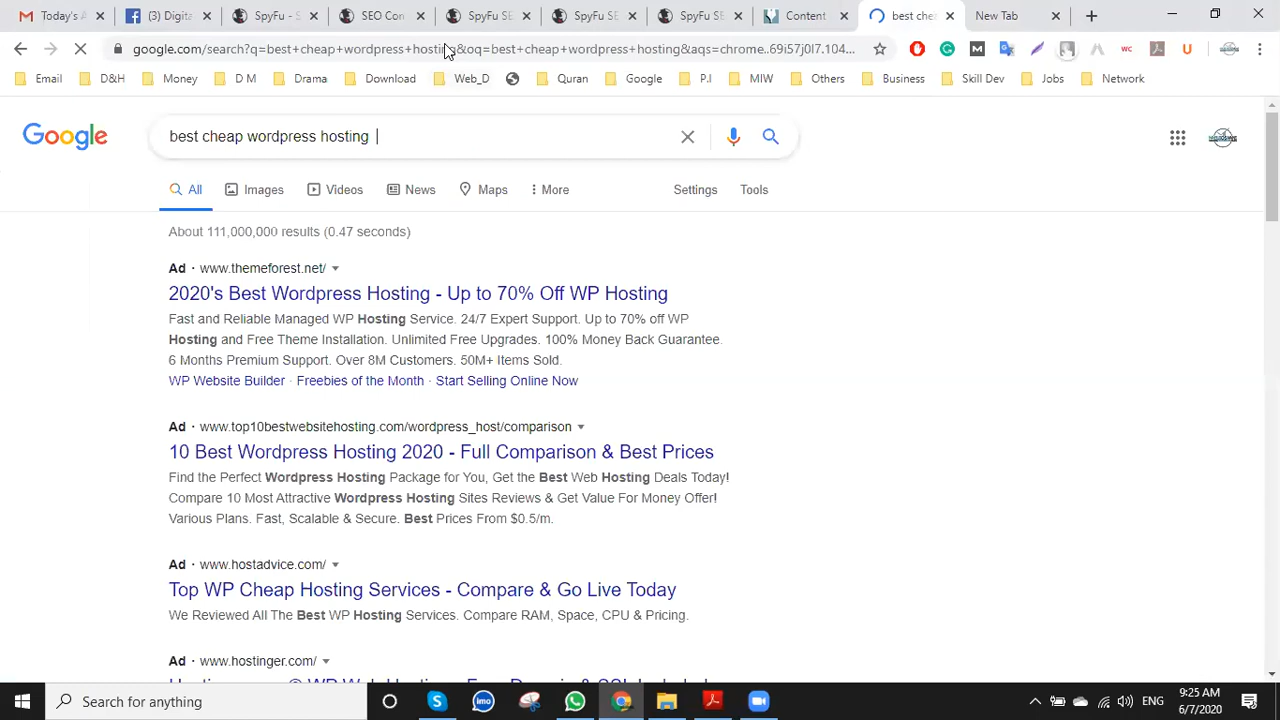 Today's A
(3) Digita
SpyFu - S
SEO Con
SpyFu SE
SpyFu SE
SpyFu SE
Content
best che
New Tab
google.com/search?q=best+cheap+wordpress+hosting&oq=best+cheap+wordpress+hosting&aqs=chrome..69i57j0l7.104...
Email D&H Money D M Drama Download Web_D Quran Google P.I MIW Others Business Skill Dev Jobs Network
Google
best cheap wordpress hosting
All Images Videos News Maps More Settings Tools
About 111,000,000 results (0.47 seconds)
Ad · www.themeforest.net/
2020's Best Wordpress Hosting - Up to 70% Off WP Hosting
Fast and Reliable Managed WP Hosting Service. 24/7 Expert Support. Up to 70% off WP
Hosting and Free Theme Installation. Unlimited Free Upgrades. 100% Money Back Guarantee.
6 Months Premium Support. Over 8M Customers. 50M+ Items Sold.
WP Website Builder · Freebies of the Month · Start Selling Online Now
Ad · www.top10bestwebsitehosting.com/wordpress_host/comparison
10 Best Wordpress Hosting 2020 - Full Comparison & Best Prices
Find the Perfect Wordpress Hosting Package for You, Get the Best Web Hosting Deals Today!
Compare 10 Most Attractive Wordpress Hosting Sites Reviews & Get Value For Money Offer!
Various Plans. Fast, Scalable & Secure. Best Prices From $0.5/m.
Ad · www.hostadvice.com/
Top WP Cheap Hosting Services - Compare & Go Live Today
We Reviewed All The Best WP Hosting Services. Compare RAM, Space, CPU & Pricing.
Ad · www.hostinger.com/
Search for anything
ENG
9:25 AM
6/7/2020